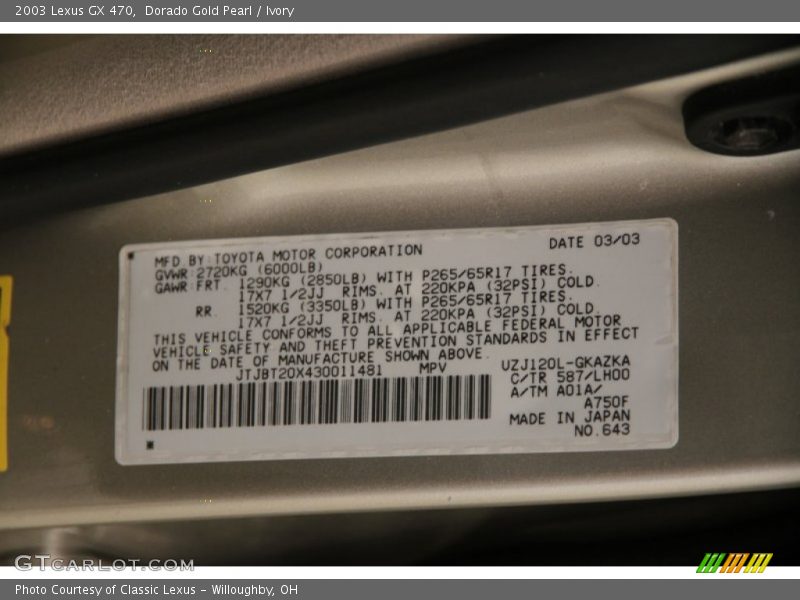 2003 Lexus GX 470, Dorado Gold Pearl / Ivory
MFD BY: TOYOTA MOTOR CORPORATION DATE 03/03
GVWR: 2720KG (6000LB)
GAWR: FRT. 1290KG (2850LB) WITH P265/65R17 TIRES.
17X7 1/2JJ RIMS. AT 220KPA (32PSI) COLD.
RR. 1520KG (3350LB) WITH P265/65R17 TIRES.
17X7 1/2JJ RIMS. AT 220KPA (32PSI) COLD.
THIS VEHICLE CONFORMS TO ALL APPLICABLE FEDERAL MOTOR
VEHICLE SAFETY AND THEFT PREVENTION STANDARDS IN EFFECT
ON THE DATE OF MANUFACTURE SHOWN ABOVE.
JTJBT20X430011481 MPV UZJ120L-GKAZKA
C/TR 587/LH00
A/TM A01A/
A750F
MADE IN JAPAN
NO.643
GTCARLOT.COM
Photo Courtesy of Classic Lexus - Willoughby, OH